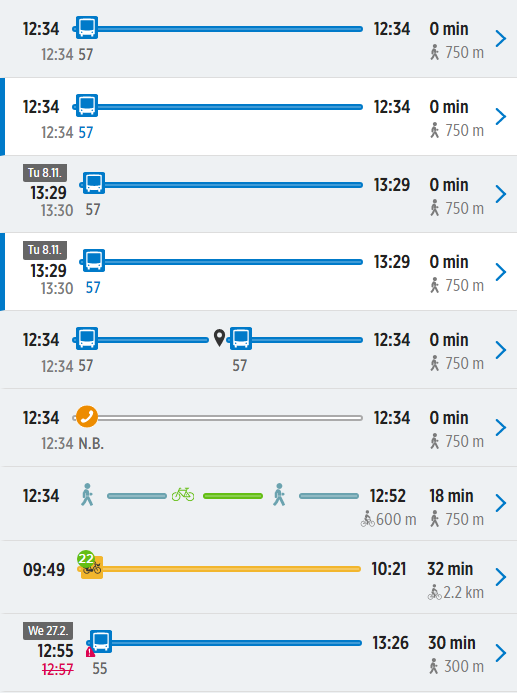 12:34 12:34 0 min
12:34 57 750 m
12:34 12:34 0 min
12:34 57 750 m
Tu 8.11.
13:29 13:29 0 min
13:30 57 750 m
Tu 8.11.
13:29 13:29 0 min
13:30 57 750 m
12:34 12:34 0 min
12:34 57 57 750 m
12:34 12:34 0 min
12:34 N.B. 750 m
12:34 12:52 18 min
600 m 750 m
22
09:49 10:21 32 min
2.2 km
We 27.2.
12:55 13:26 30 min
12:57 55 300 m